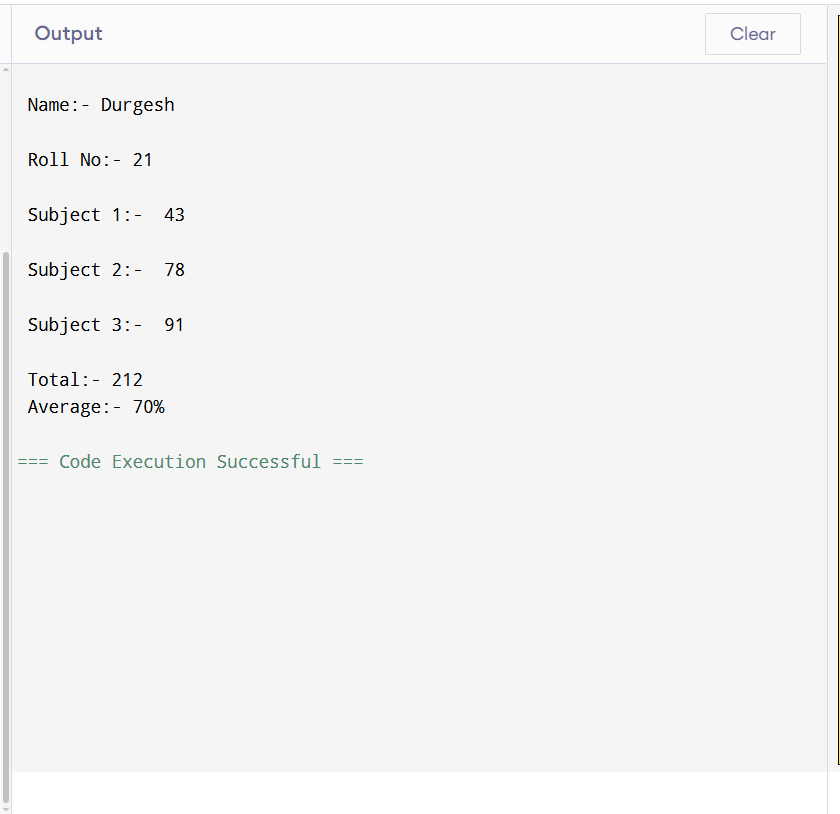 Output
Clear
Name:- Durgesh
Roll No:- 21
Subject 1:-  43
Subject 2:-  78
Subject 3:-  91
Total:- 212
Average:- 70%
=== Code Execution Successful ===